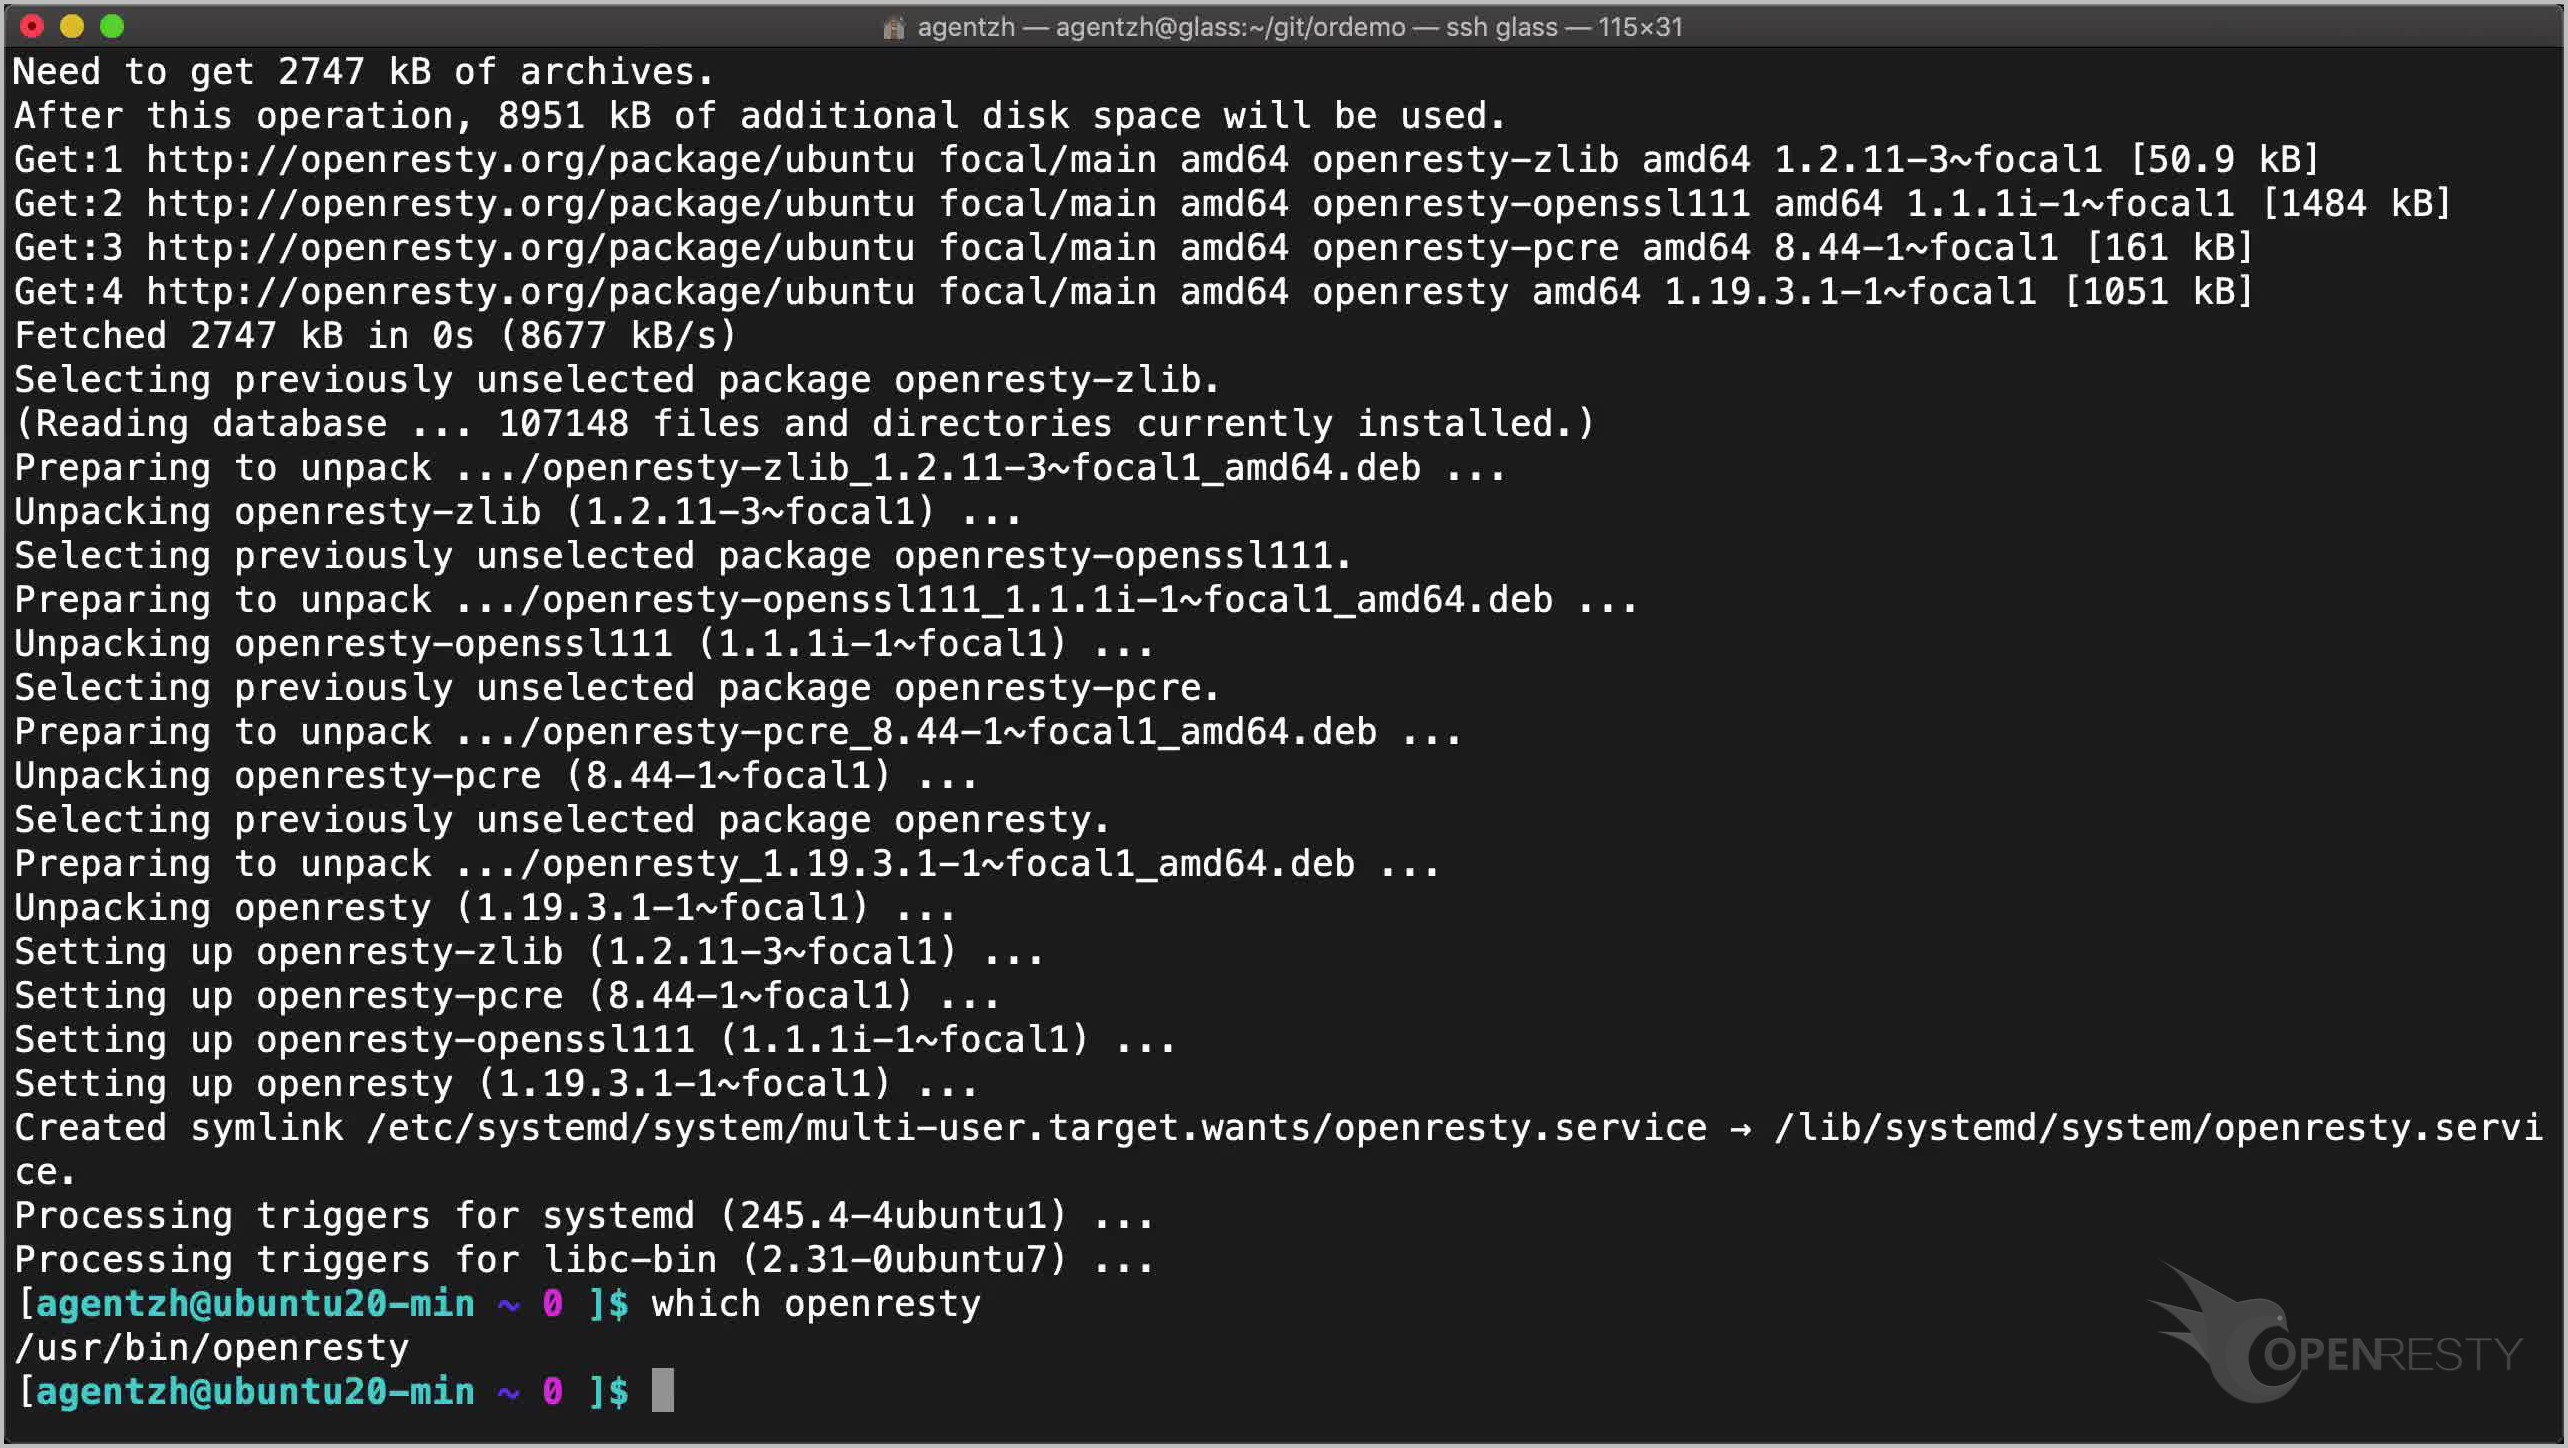 agentzh — agentzh@glass:~/git/ordemo — ssh glass — 115×31
Need to get 2747 kB of archives.
After this operation, 8951 kB of additional disk space will be used.
Get:1 http://openresty.org/package/ubuntu focal/main amd64 openresty-zlib amd64 1.2.11-3~focal1 [50.9 kB]
Get:2 http://openresty.org/package/ubuntu focal/main amd64 openresty-openssl111 amd64 1.1.1i-1~focal1 [1484 kB]
Get:3 http://openresty.org/package/ubuntu focal/main amd64 openresty-pcre amd64 8.44-1~focal1 [161 kB]
Get:4 http://openresty.org/package/ubuntu focal/main amd64 openresty amd64 1.19.3.1-1~focal1 [1051 kB]
Fetched 2747 kB in 0s (8677 kB/s)
Selecting previously unselected package openresty-zlib.
(Reading database ... 107148 files and directories currently installed.)
Preparing to unpack .../openresty-zlib_1.2.11-3~focal1_amd64.deb ...
Unpacking openresty-zlib (1.2.11-3~focal1) ...
Selecting previously unselected package openresty-openssl111.
Preparing to unpack .../openresty-openssl111_1.1.1i-1~focal1_amd64.deb ...
Unpacking openresty-openssl111 (1.1.1i-1~focal1) ...
Selecting previously unselected package openresty-pcre.
Preparing to unpack .../openresty-pcre_8.44-1~focal1_amd64.deb ...
Unpacking openresty-pcre (8.44-1~focal1) ...
Selecting previously unselected package openresty.
Preparing to unpack .../openresty_1.19.3.1-1~focal1_amd64.deb ...
Unpacking openresty (1.19.3.1-1~focal1) ...
Setting up openresty-zlib (1.2.11-3~focal1) ...
Setting up openresty-pcre (8.44-1~focal1) ...
Setting up openresty-openssl111 (1.1.1i-1~focal1) ...
Setting up openresty (1.19.3.1-1~focal1) ...
Created symlink /etc/systemd/system/multi-user.target.wants/openresty.service → /lib/systemd/system/openresty.servi
ce.
Processing triggers for systemd (245.4-4ubuntu1) ...
Processing triggers for libc-bin (2.31-0ubuntu7) ...
[agentzh@ubuntu20-min ~ 0 ]$ which openresty
/usr/bin/openresty
[agentzh@ubuntu20-min ~ 0 ]$
OPENRESTY